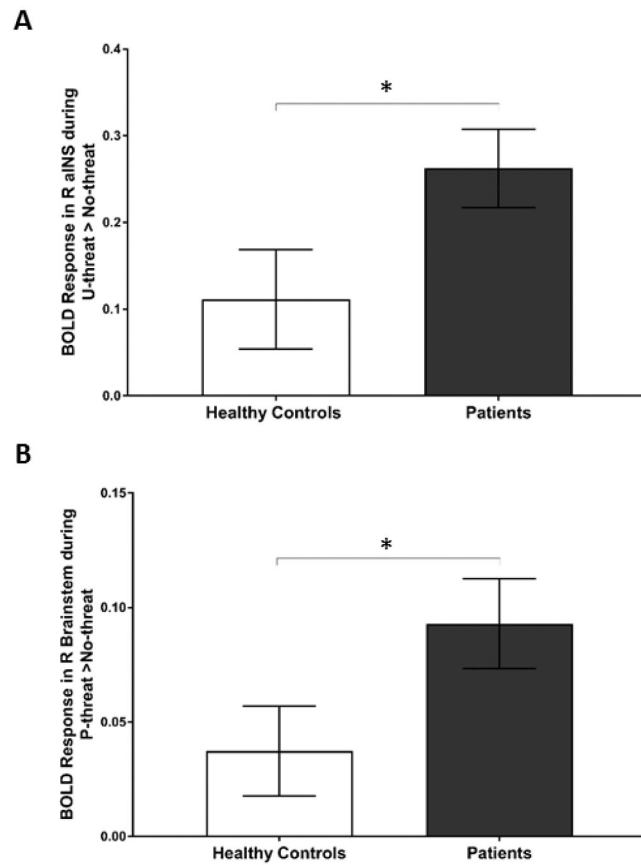 A
BOLD Response in R aINS during
U-threat > No-threat
0.4
0.3
0.2
0.1
0.0
*
Healthy Controls
Patients
B
BOLD Response in R Brainstem during
P-threat >No-threat
0.15
0.10
0.05
0.00
*
Healthy Controls
Patients